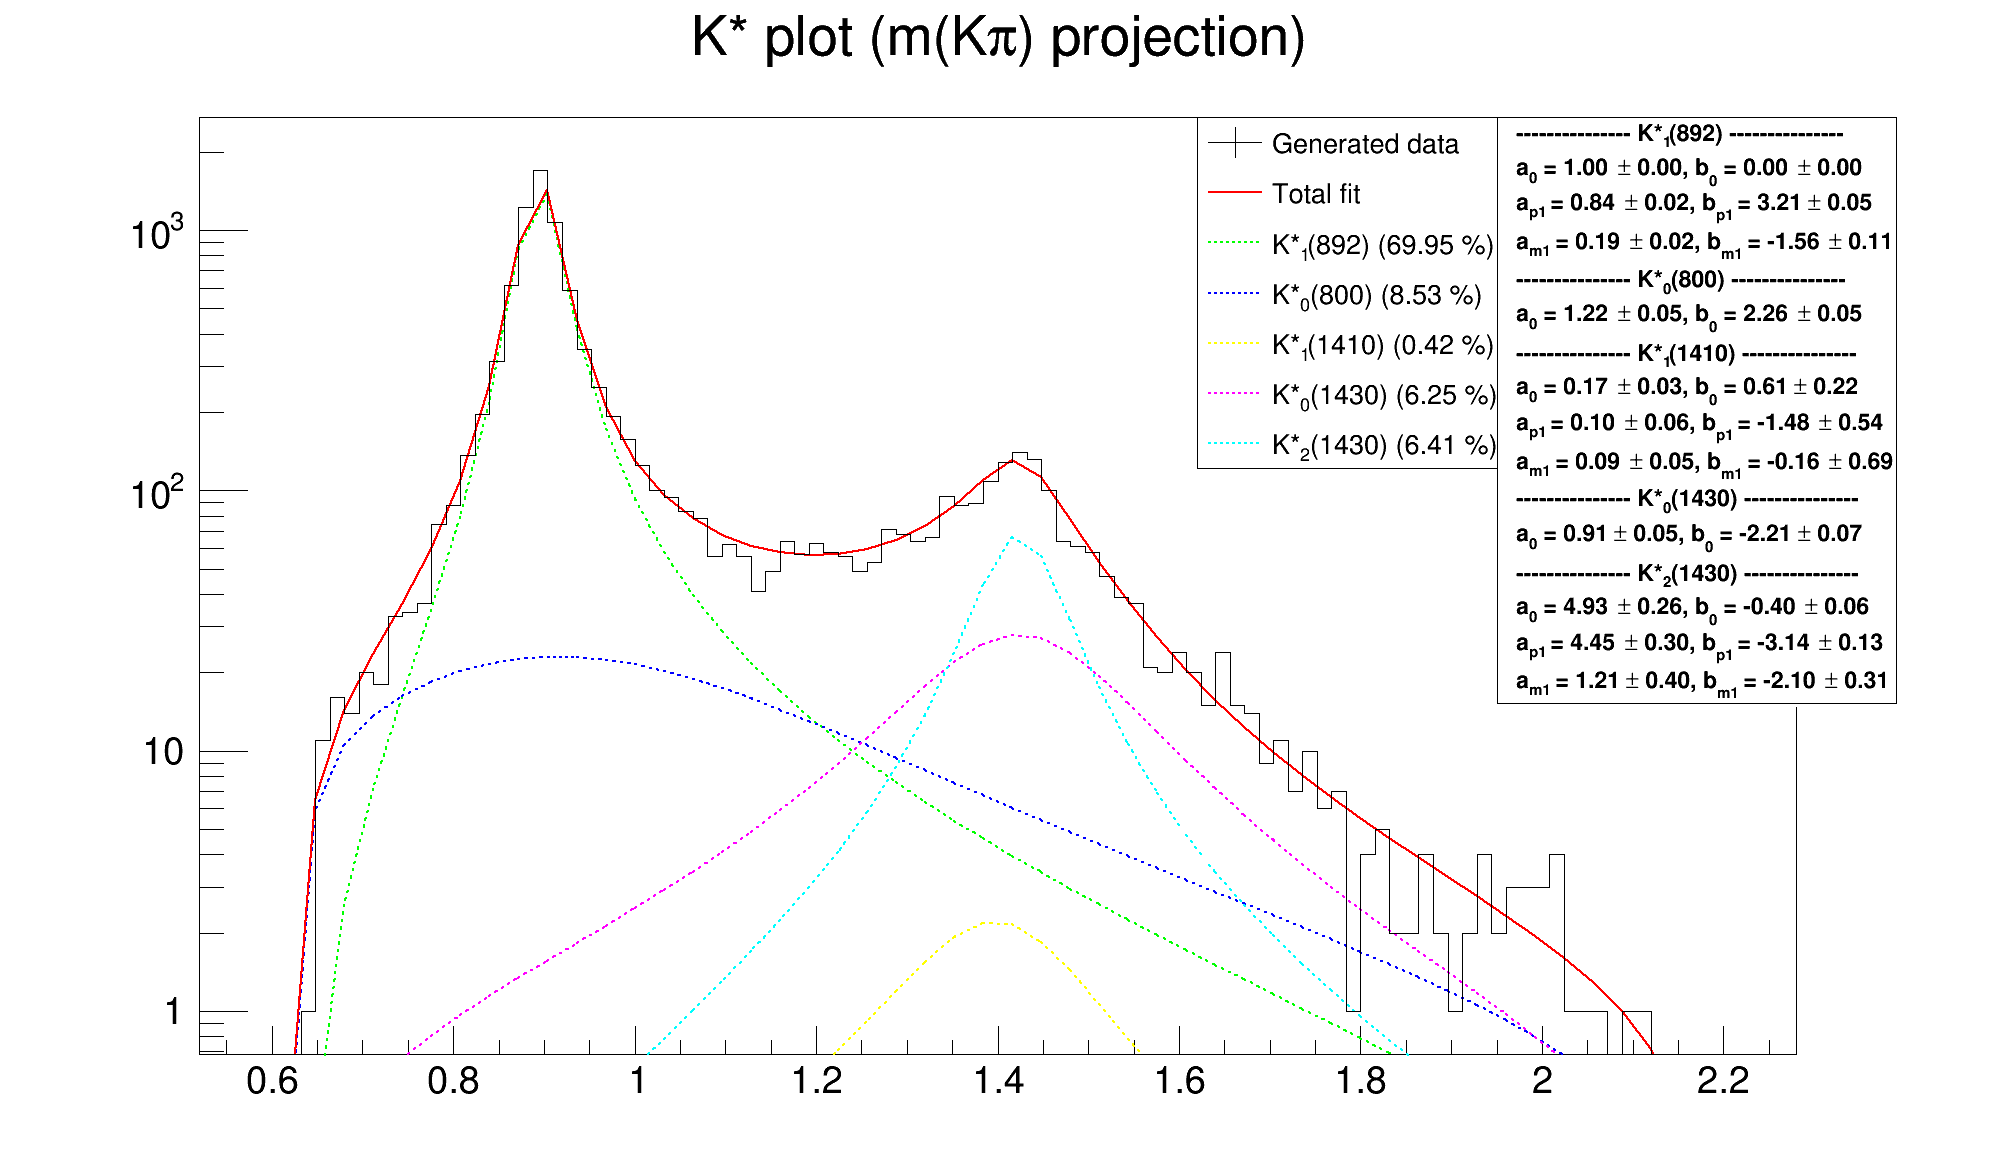 K* plot (m(Kπ) projection)
Generated data
Total fit
K*1(892) (69.95 %)
K*0(800) (8.53 %)
K*1(1410) (0.42 %)
K*0(1430) (6.25 %)
K*2(1430) (6.41 %)
--------------- K*1(892) ---------------
a0 = 1.00 ± 0.00, b0 = 0.00 ± 0.00
ap1 = 0.84 ± 0.02, bp1 = 3.21 ± 0.05
am1 = 0.19 ± 0.02, bm1 = -1.56 ± 0.11
--------------- K*0(800) ---------------
a0 = 1.22 ± 0.05, b0 = 2.26 ± 0.05
--------------- K*1(1410) ---------------
a0 = 0.17 ± 0.03, b0 = 0.61 ± 0.22
ap1 = 0.10 ± 0.06, bp1 = -1.48 ± 0.54
am1 = 0.09 ± 0.05, bm1 = -0.16 ± 0.69
--------------- K*0(1430) ---------------
a0 = 0.91 ± 0.05, b0 = -2.21 ± 0.07
--------------- K*2(1430) ---------------
a0 = 4.93 ± 0.26, b0 = -0.40 ± 0.06
ap1 = 4.45 ± 0.30, bp1 = -3.14 ± 0.13
am1 = 1.21 ± 0.40, bm1 = -2.10 ± 0.31
10^3
10^2
10
1
0.6 0.8 1 1.2 1.4 1.6 1.8 2 2.2